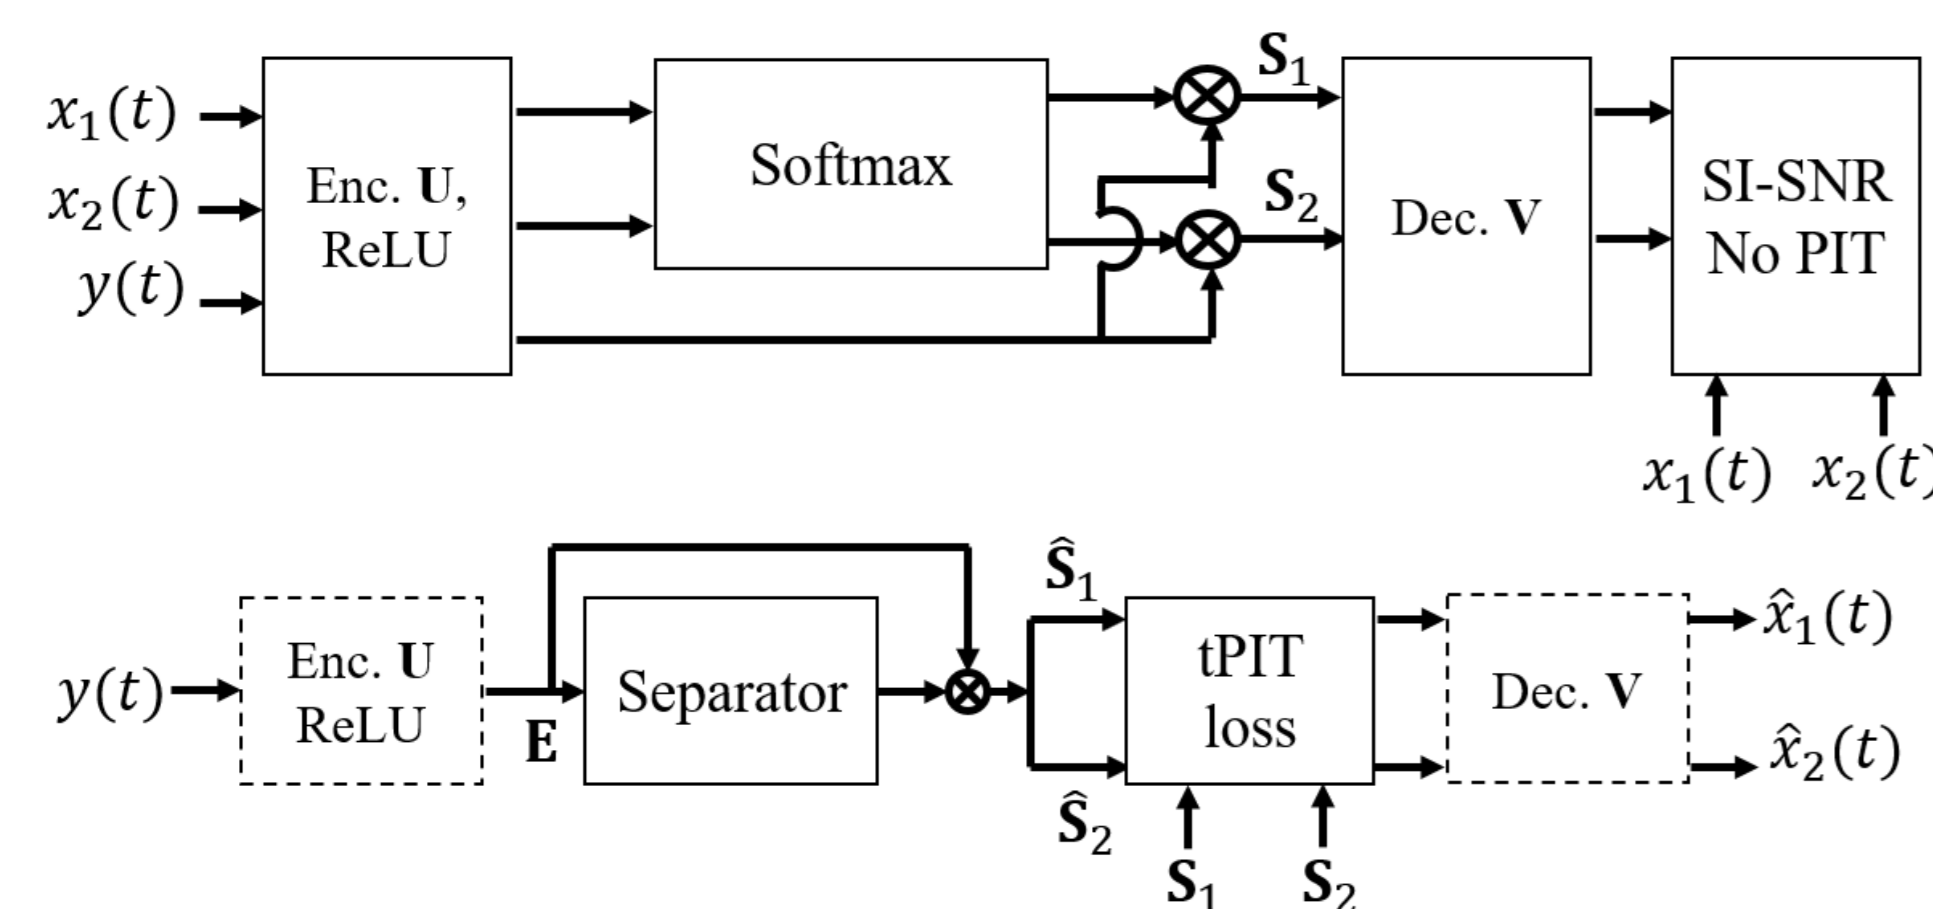 x₁(t)
x₂(t)
y(t)
Enc. U,
ReLU
Softmax
S₁
S₂
Dec. V
SI-SNR
No PIT
x₁(t) x₂(t)
y(t)
Enc. U
ReLU
E
Separator
Ŝ₁
Ŝ₂
tPIT
loss
S₁ S₂
Dec. V
x̂₁(t)
x̂₂(t)